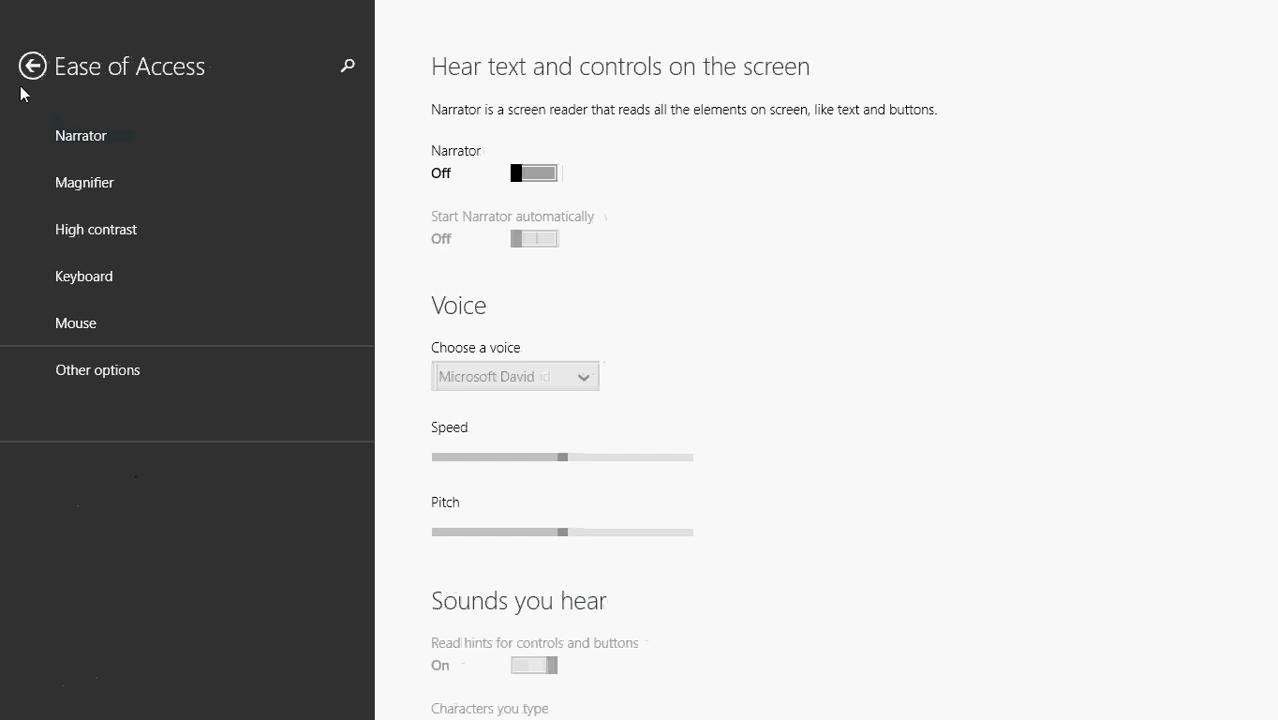 Ease of Access
Narrator
Magnifier
High contrast
Keyboard
Mouse
Other options
Hear text and controls on the screen
Narrator is a screen reader that reads all the elements on screen, like text and buttons.
Narrator
Off
Start Narrator automatically
Off
Voice
Choose a voice
Microsoft David
Speed
Pitch
Sounds you hear
Read hints for controls and buttons
On
Characters you type